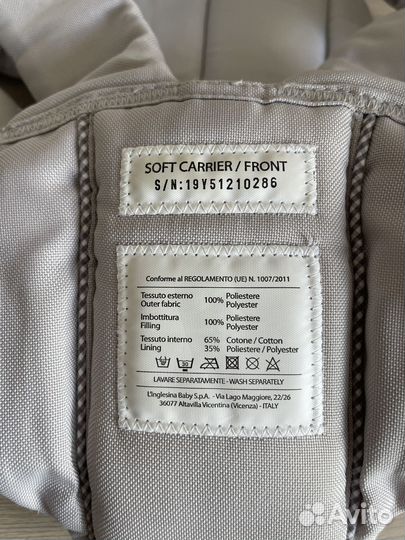 SOFT CARRIER / FRONT
S/N:19Y51210286
Conforme al REGOLAMENTO (UE) N. 1007/2011
Tessuto esterno 100% Poliestere
Outer fabric Polyester
Imbottitura 100% Poliestere
Filling Polyester
Tessuto interno 65% Cotone / Cotton
Lining 35% Poliestere / Polyester
30
LAVARE SEPARATAMENTE - WASH SEPARATELY
L'Inglesina Baby S.p.A. - Via Lago Maggiore, 22/26
36077 Altavilla Vicentina (Vicenza) - ITALY
Avito